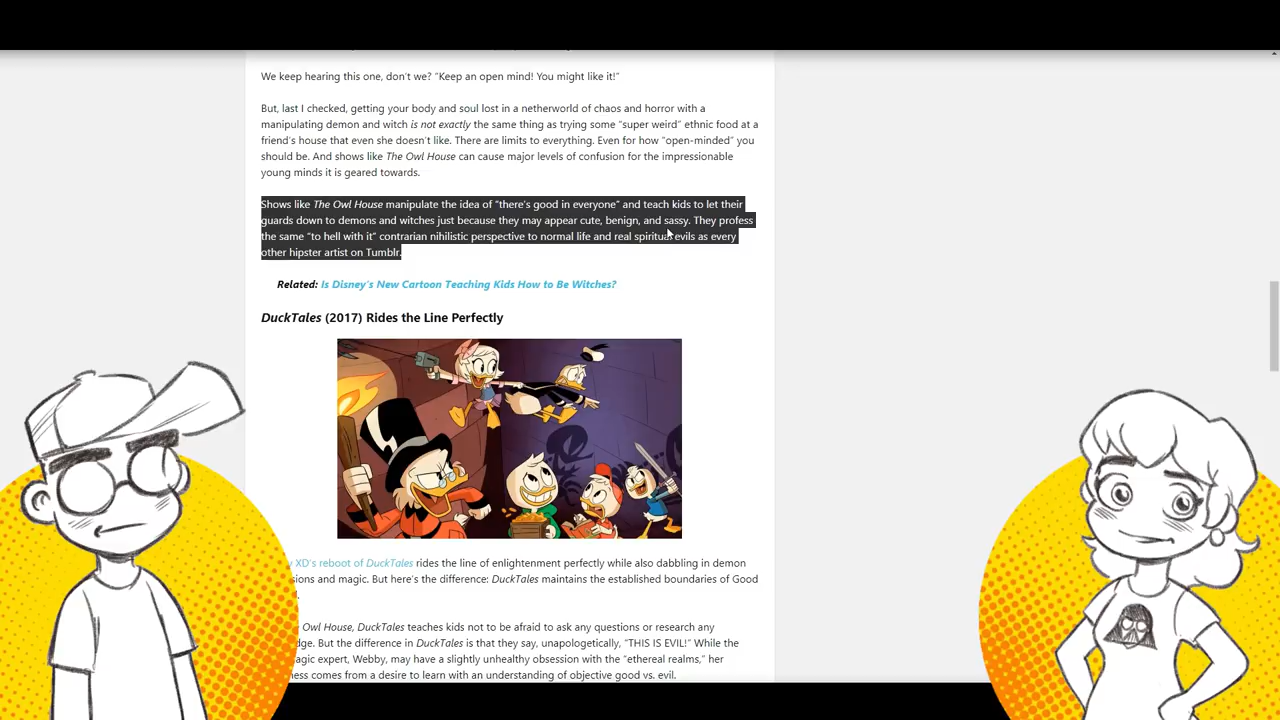 We keep hearing this one, don't we? “Keep an open mind! You might like it!”
But, last I checked, getting your body and soul lost in a netherworld of chaos and horror with a
manipulating demon and witch is not exactly the same thing as trying some “super weird” ethnic food at a
friend's house that even she doesn't like. There are limits to everything. Even for how “open-minded” you
should be. And shows like The Owl House can cause major levels of confusion for the impressionable
young minds it is geared towards.
Shows like The Owl House manipulate the idea of “there's good in everyone” and teach kids to let their
guards down to demons and witches just because they may appear cute, benign, and sassy. They profess
the same “to hell with it” contrarian nihilistic perspective to normal life and real spiritual evils as every
other hipster artist on Tumblr.
Related: Is Disney's New Cartoon Teaching Kids How to Be Witches?
DuckTales (2017) Rides the Line Perfectly
XD's reboot of DuckTales rides the line of enlightenment perfectly while also dabbling in demon
and magic. But here's the difference: DuckTales maintains the established boundaries of Good
Owl House, DuckTales teaches kids not to be afraid to ask any questions or research any
But the difference in DuckTales is that they say, unapologetically, “THIS IS EVIL!” While the
expert, Webby, may have a slightly unhealthy obsession with the “ethereal realms,” her
comes from a desire to learn with an understanding of objective good vs. evil.